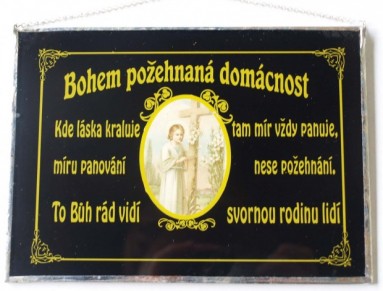 Bohem požehnaná domácnost
Kde láska kraluje tam mír vždy panuje,
míru panování nese požehnání.
To Bůh rád vidí svornou rodinu lidí